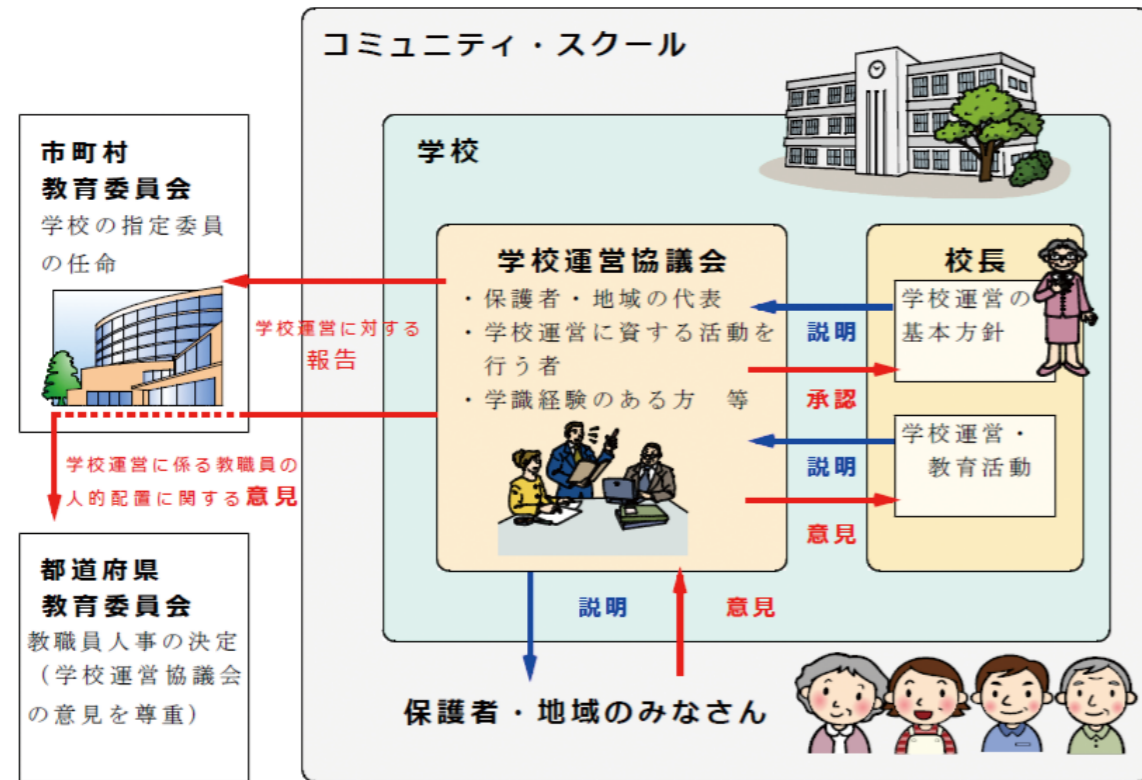 コミュニティ・スクール
市町村
教育委員会
学校の指定委員
の任命
学校運営に対する
報告
学校運営に係る教職員の
人的配置に関する意見
都道府県
教育委員会
教職員人事の決定
（学校運営協議会
の意見を尊重）
学校
学校運営協議会
・保護者・地域の代表
・学校運営に資する活動を
行う者
・学識経験のある方　等
説明
承認
説明
意見
校長
学校運営の
基本方針
学校運営・
教育活動
説明
意見
保護者・地域のみなさん